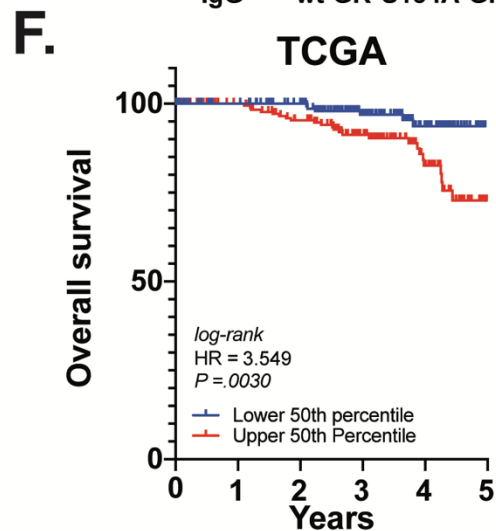 F.
TCGA
Overall survival
100
50
0
log-rank
HR = 3.549
P =.0030
Lower 50th percentile
Upper 50th Percentile
0 1 2 3 4 5
Years